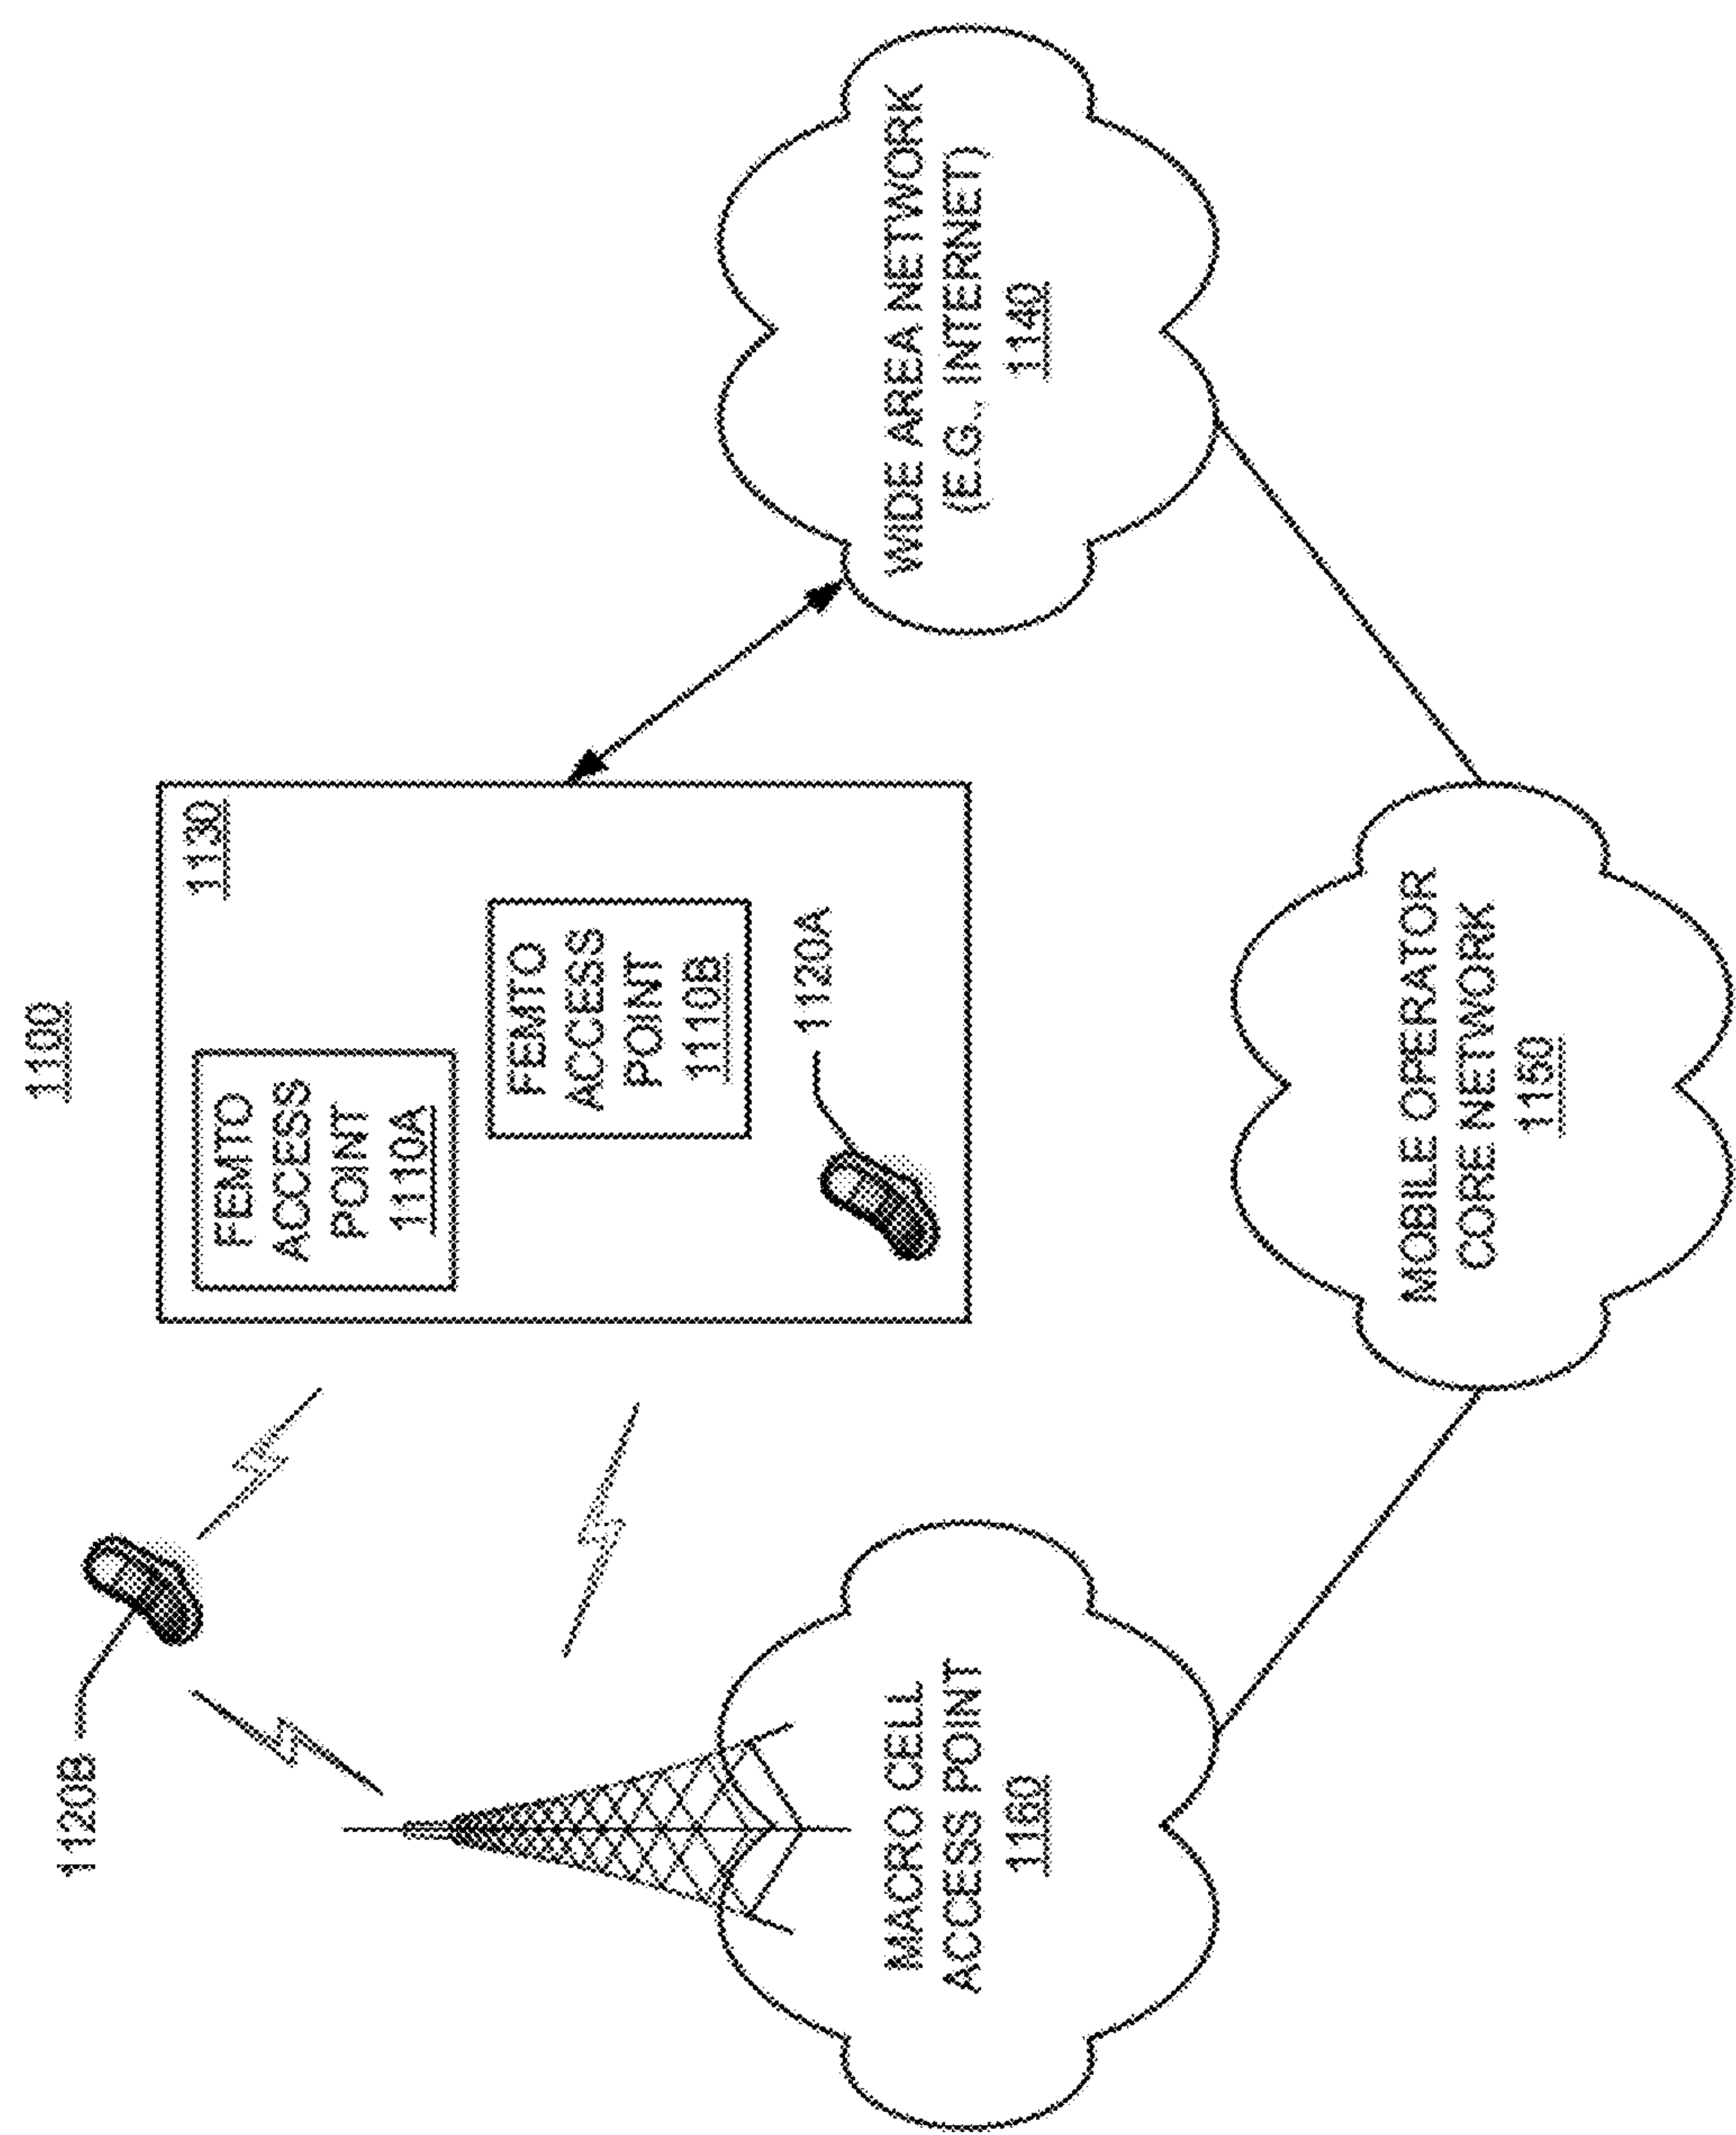 1100
1120B
FEMTO
ACCESS
POINT
1110A
1130
FEMTO
ACCESS
POINT
1110B
1120A
MACRO CELL
ACCESS POINT
1160
WIDE AREA NETWORK
(E.G., INTERNET)
1140
MOBILE OPERATOR
CORE NETWORK
1150